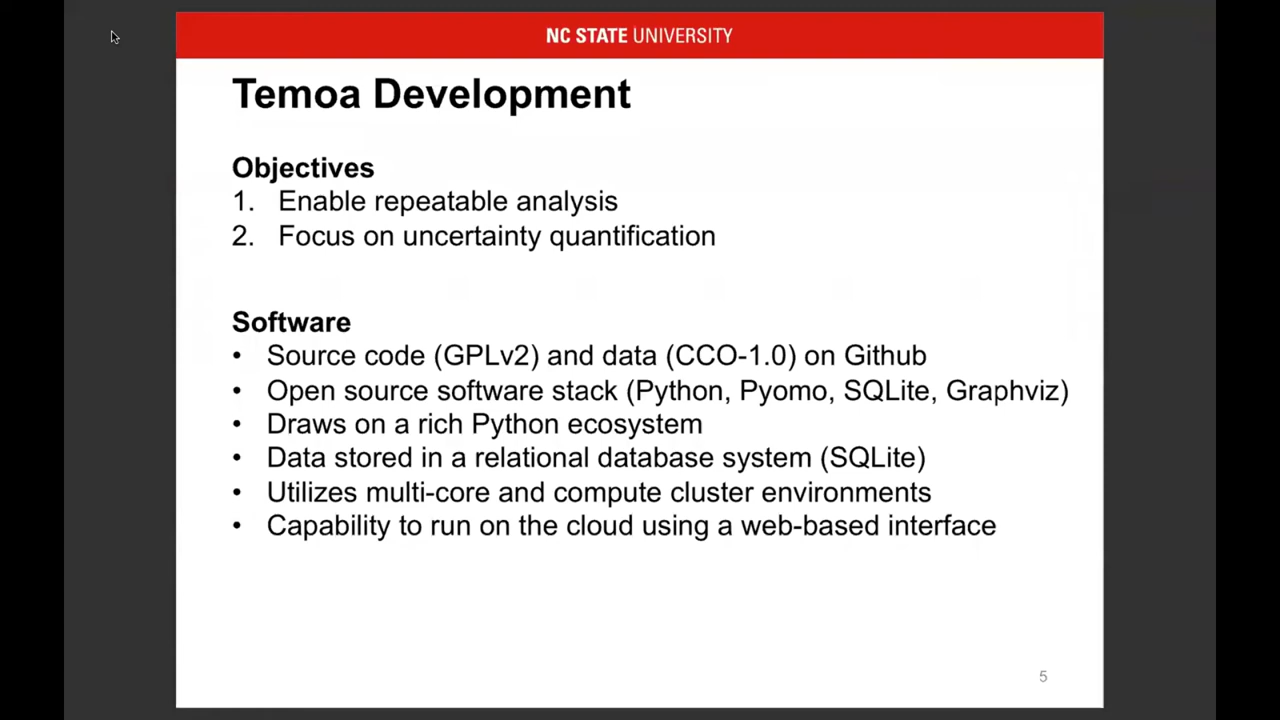 NC STATE UNIVERSITY
Temoa Development
Objectives
1. Enable repeatable analysis
2. Focus on uncertainty quantification
Software
• Source code (GPLv2) and data (CCO-1.0) on Github
• Open source software stack (Python, Pyomo, SQLite, Graphviz)
• Draws on a rich Python ecosystem
• Data stored in a relational database system (SQLite)
• Utilizes multi-core and compute cluster environments
• Capability to run on the cloud using a web-based interface
5